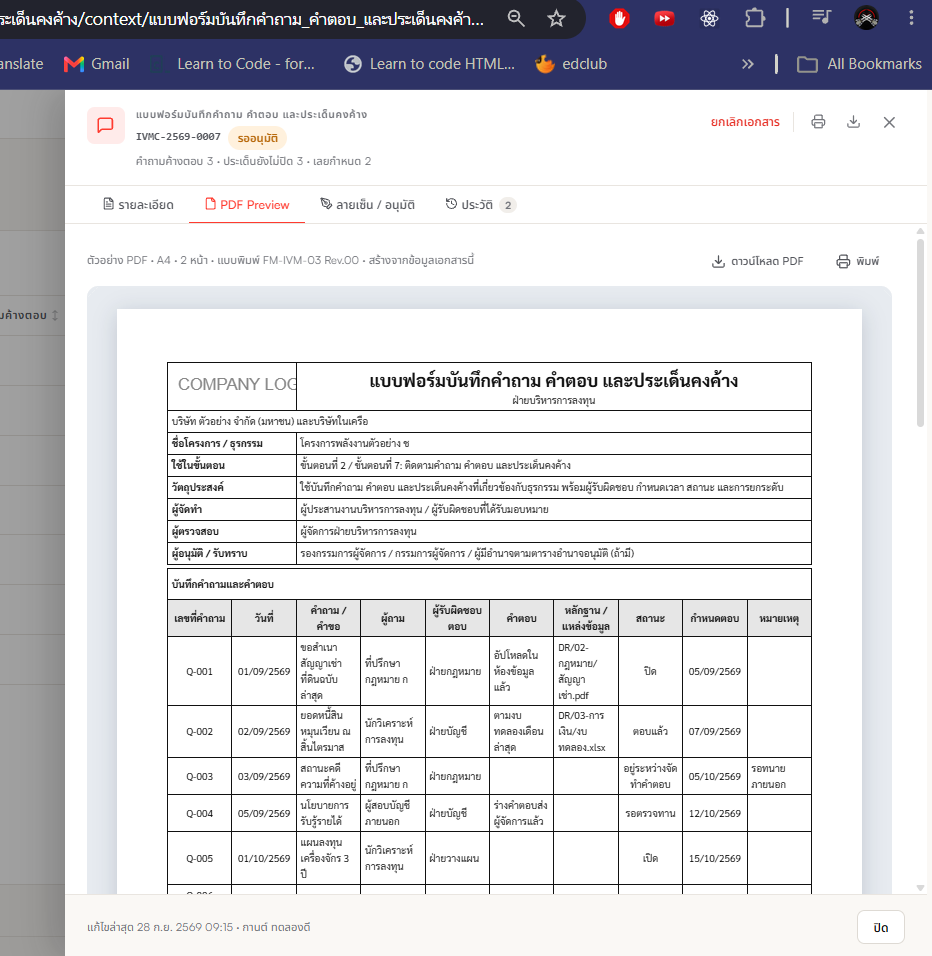 ระเด็นคงค้าง/context/แบบฟอร์มบันทึกคำถาม_คำตอบ_และประเด็นคงค้า...
anslate
Gmail
Learn to Code - for...
Learn to code HTML...
edclub
»
All Bookmarks
แบบฟอร์มบันทึกคำถาม คำตอบ และประเด็นคงค้าง
IVMC-2569-0007 รออนุมัติ
คำถามค้างตอบ 3 • ประเด็นยังไม่ปิด 3 • เลยกำหนด 2
ยกเลิกเอกสาร
รายละเอียด
PDF Preview
ลายเซ็น / อนุมัติ
ประวัติ 2
ตัวอย่าง PDF • A4 • 2 หน้า • แบบพิมพ์ FM-IVM-03 Rev.00 • สร้างจากข้อมูลเอกสารนี้
ดาวน์โหลด PDF
พิมพ์
ค้างตอบ
COMPANY LOG
แบบฟอร์มบันทึกคำถาม คำตอบ และประเด็นคงค้าง
ฝ่ายบริหารการลงทุน
บริษัท ตัวอย่าง จำกัด (มหาชน) และบริษัทในเครือ
ชื่อโครงการ / ธุรกรรม โครงการพลังงานตัวอย่าง ช
ใช้ในขั้นตอน ขั้นตอนที่ 2 / ขั้นตอนที่ 7: ติดตามคำถาม คำตอบ และประเด็นคงค้าง
วัตถุประสงค์ ใช้บันทึกคำถาม คำตอบ และประเด็นคงค้างที่เกี่ยวข้องกับธุรกรรม พร้อมผู้รับผิดชอบ กำหนดเวลา สถานะ และการยกระดับ
ผู้จัดทำ ผู้ประสานงานบริหารการลงทุน / ผู้รับผิดชอบที่ได้รับมอบหมาย
ผู้ตรวจสอบ ผู้จัดการฝ่ายบริหารการลงทุน
ผู้อนุมัติ / รับทราบ รองกรรมการผู้จัดการ / กรรมการผู้จัดการ / ผู้มีอำนาจตามตารางอำนาจอนุมัติ (ถ้ามี)
บันทึกคำถามและคำตอบ
เลขที่คำถาม
วันที่
คำถาม /
คำขอ
ผู้ถาม
ผู้รับผิดชอบ
ตอบ
คำตอบ
หลักฐาน /
แหล่งข้อมูล
สถานะ
กำหนดตอบ
หมายเหตุ
Q-001
01/09/2569
ขอสำเนา
สัญญาเช่า
ที่ดินฉบับ
ล่าสุด
ที่ปรึกษา
กฎหมาย ก
ฝ่ายกฎหมาย
อัปโหลดใน
ห้องข้อมูล
แล้ว
DR/02-
กฎหมาย/
สัญญา
เช่า.pdf
ปิด
05/09/2569
Q-002
02/09/2569
ยอดหนี้สิน
หมุนเวียน ณ
สิ้นไตรมาส
นักวิเคราะห์
การลงทุน
ฝ่ายบัญชี
ตามงบ
ทดลองเดือน
ล่าสุด
DR/03-การ
เงิน/งบ
ทดลอง.xlsx
ตอบแล้ว
07/09/2569
Q-003
03/09/2569
สถานะคดี
ความที่ค้างอยู่
ที่ปรึกษา
กฎหมาย ก
ฝ่ายกฎหมาย
อยู่ระหว่างจัด
ทำคำตอบ
05/10/2569
รอทนาย
ภายนอก
Q-004
05/09/2569
นโยบายการ
รับรู้รายได้
ผู้สอบบัญชี
ภายนอก
ฝ่ายบัญชี
ร่างคำตอบส่ง
ผู้จัดการแล้ว
รอตรวจทาน
12/10/2569
Q-005
01/10/2569
แผนลงทุน
เครื่องจักร 3
ปี
นักวิเคราะห์
การลงทุน
ฝ่ายวางแผน
เปิด
15/10/2569
แก้ไขล่าสุด 28 ก.ย. 2569 09:15 • กานต์ ทดลองดี
ปิด